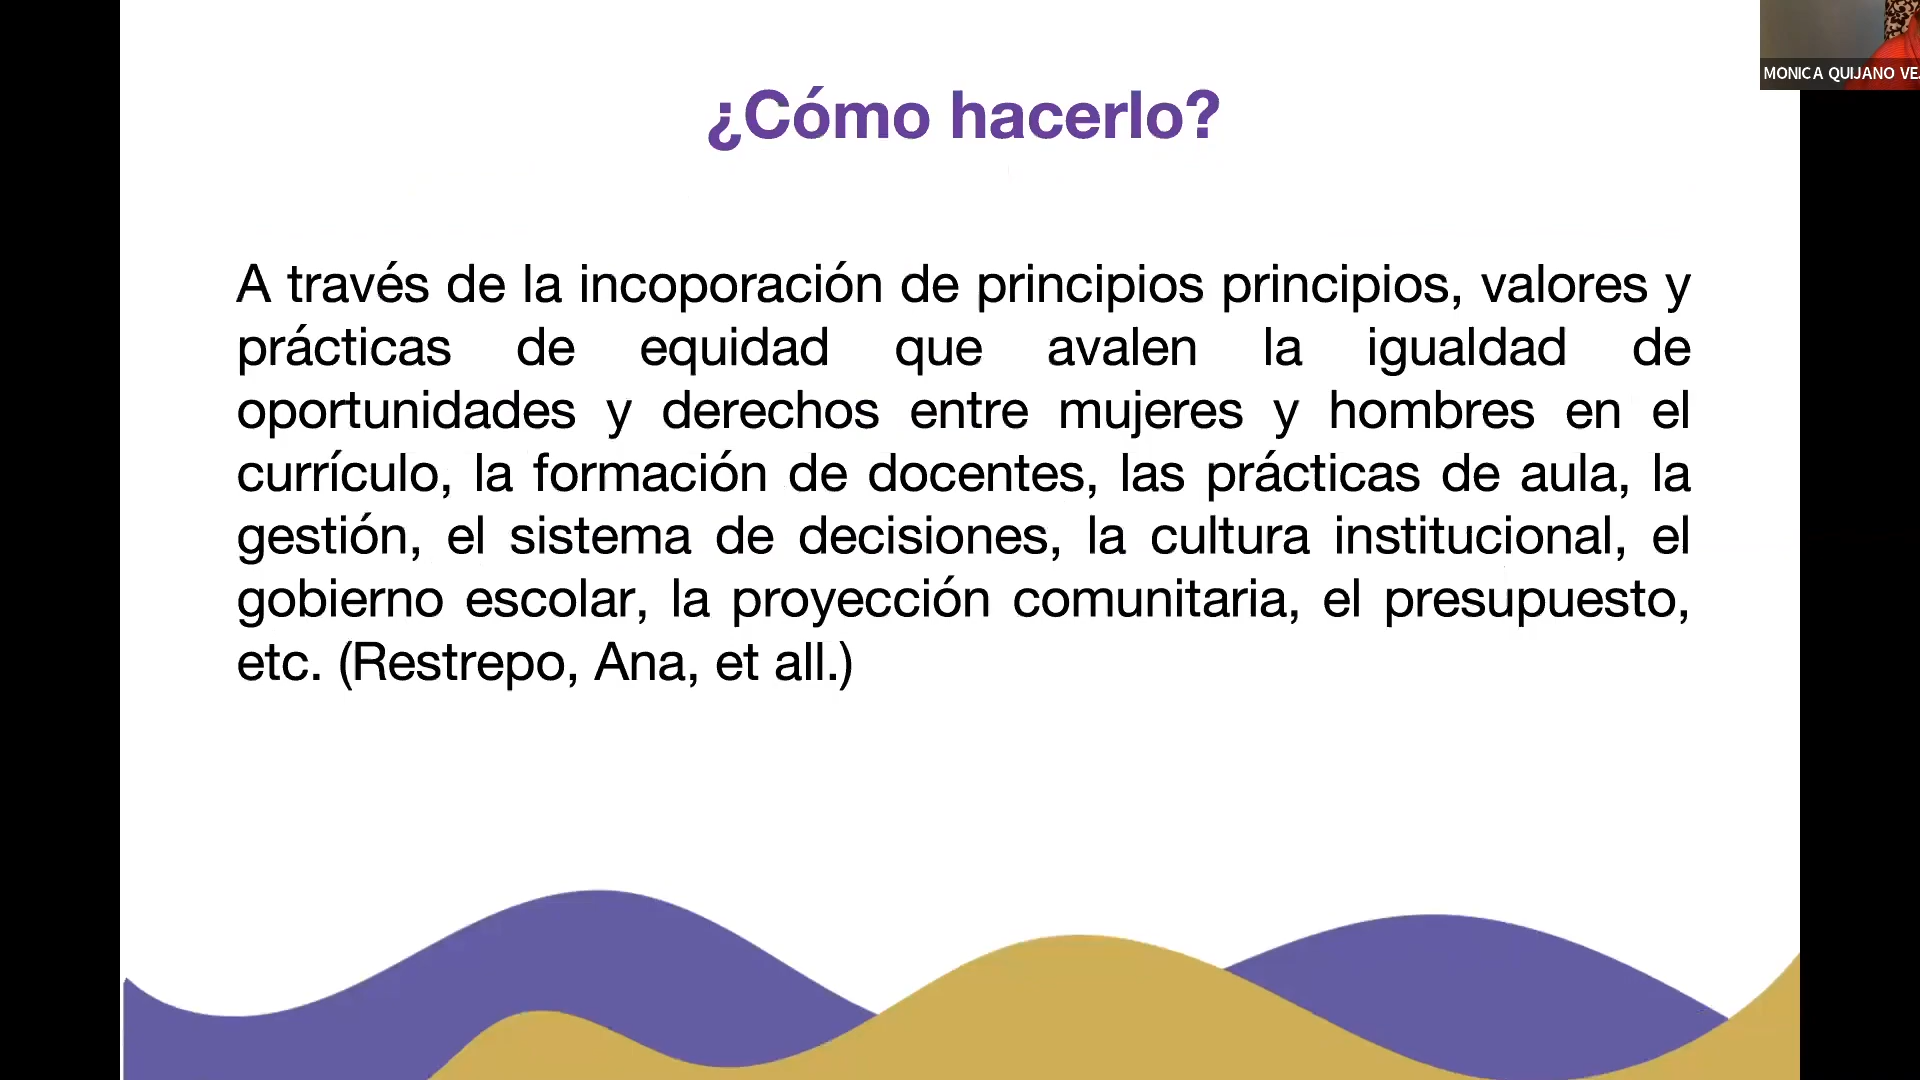 MONICA QUIJANO VE
¿Cómo hacerlo?
A través de la incoporación de principios principios, valores y
prácticas de equidad que avalen la igualdad de
oportunidades y derechos entre mujeres y hombres en el
currículo, la formación de docentes, las prácticas de aula, la
gestión, el sistema de decisiones, la cultura institucional, el
gobierno escolar, la proyección comunitaria, el presupuesto,
etc. (Restrepo, Ana, et all.)